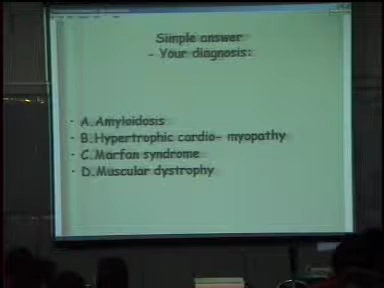 Simple answer
- Your diagnosis:
· A.Amyloidosis
· B.Hypertrophic cardio- myopathy
· C.Marfan syndrome
· D.Muscular dystrophy